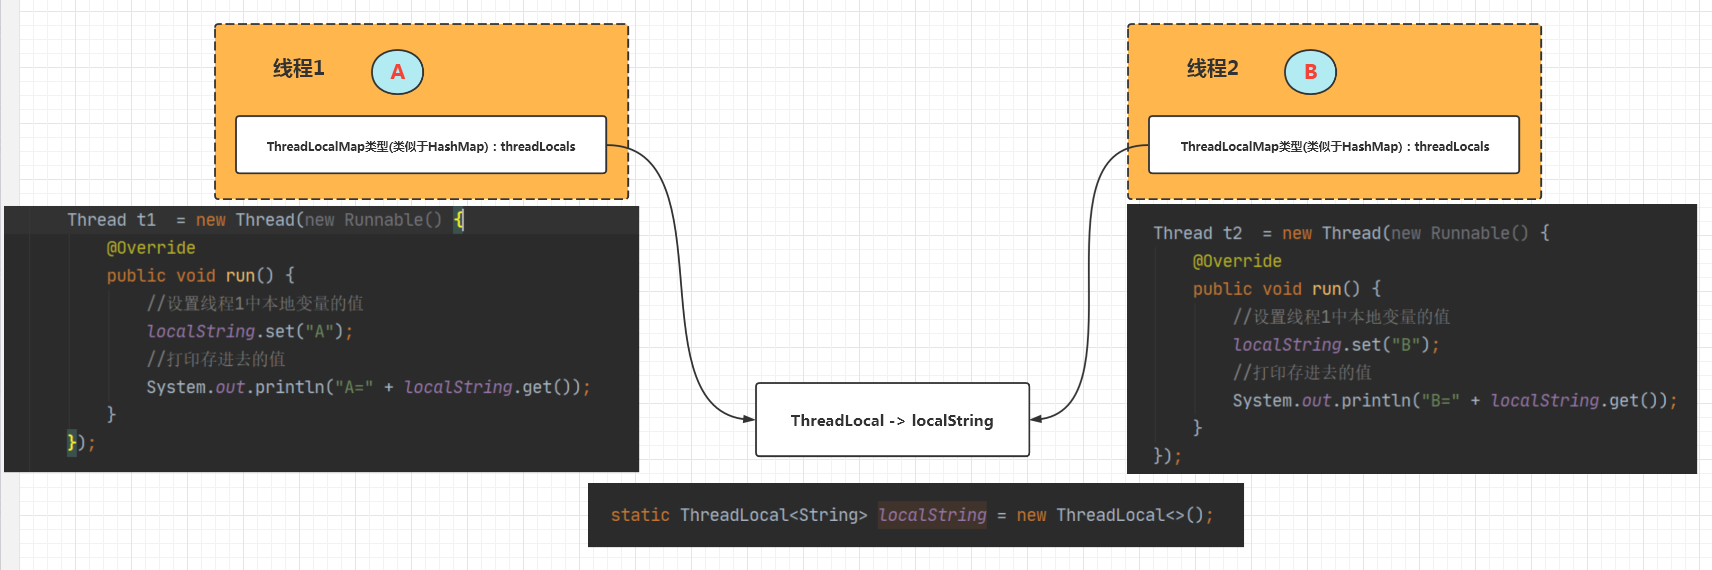 线程1
A
ThreadLocalMap类型(类似于HashMap)：threadLocals
线程2
B
ThreadLocalMap类型(类似于HashMap)：threadLocals
Thread t1  = new Thread(new Runnable() {
@Override
public void run() {
//设置线程1中本地变量的值
localString.set("A");
//打印存进去的值
System.out.println("A=" + localString.get());
}
});
Thread t2  = new Thread(new Runnable() {
@Override
public void run() {
//设置线程1中本地变量的值
localString.set("B");
//打印存进去的值
System.out.println("B=" + localString.get());
}
});
ThreadLocal -> localString
static ThreadLocal<String> localString = new ThreadLocal<>();